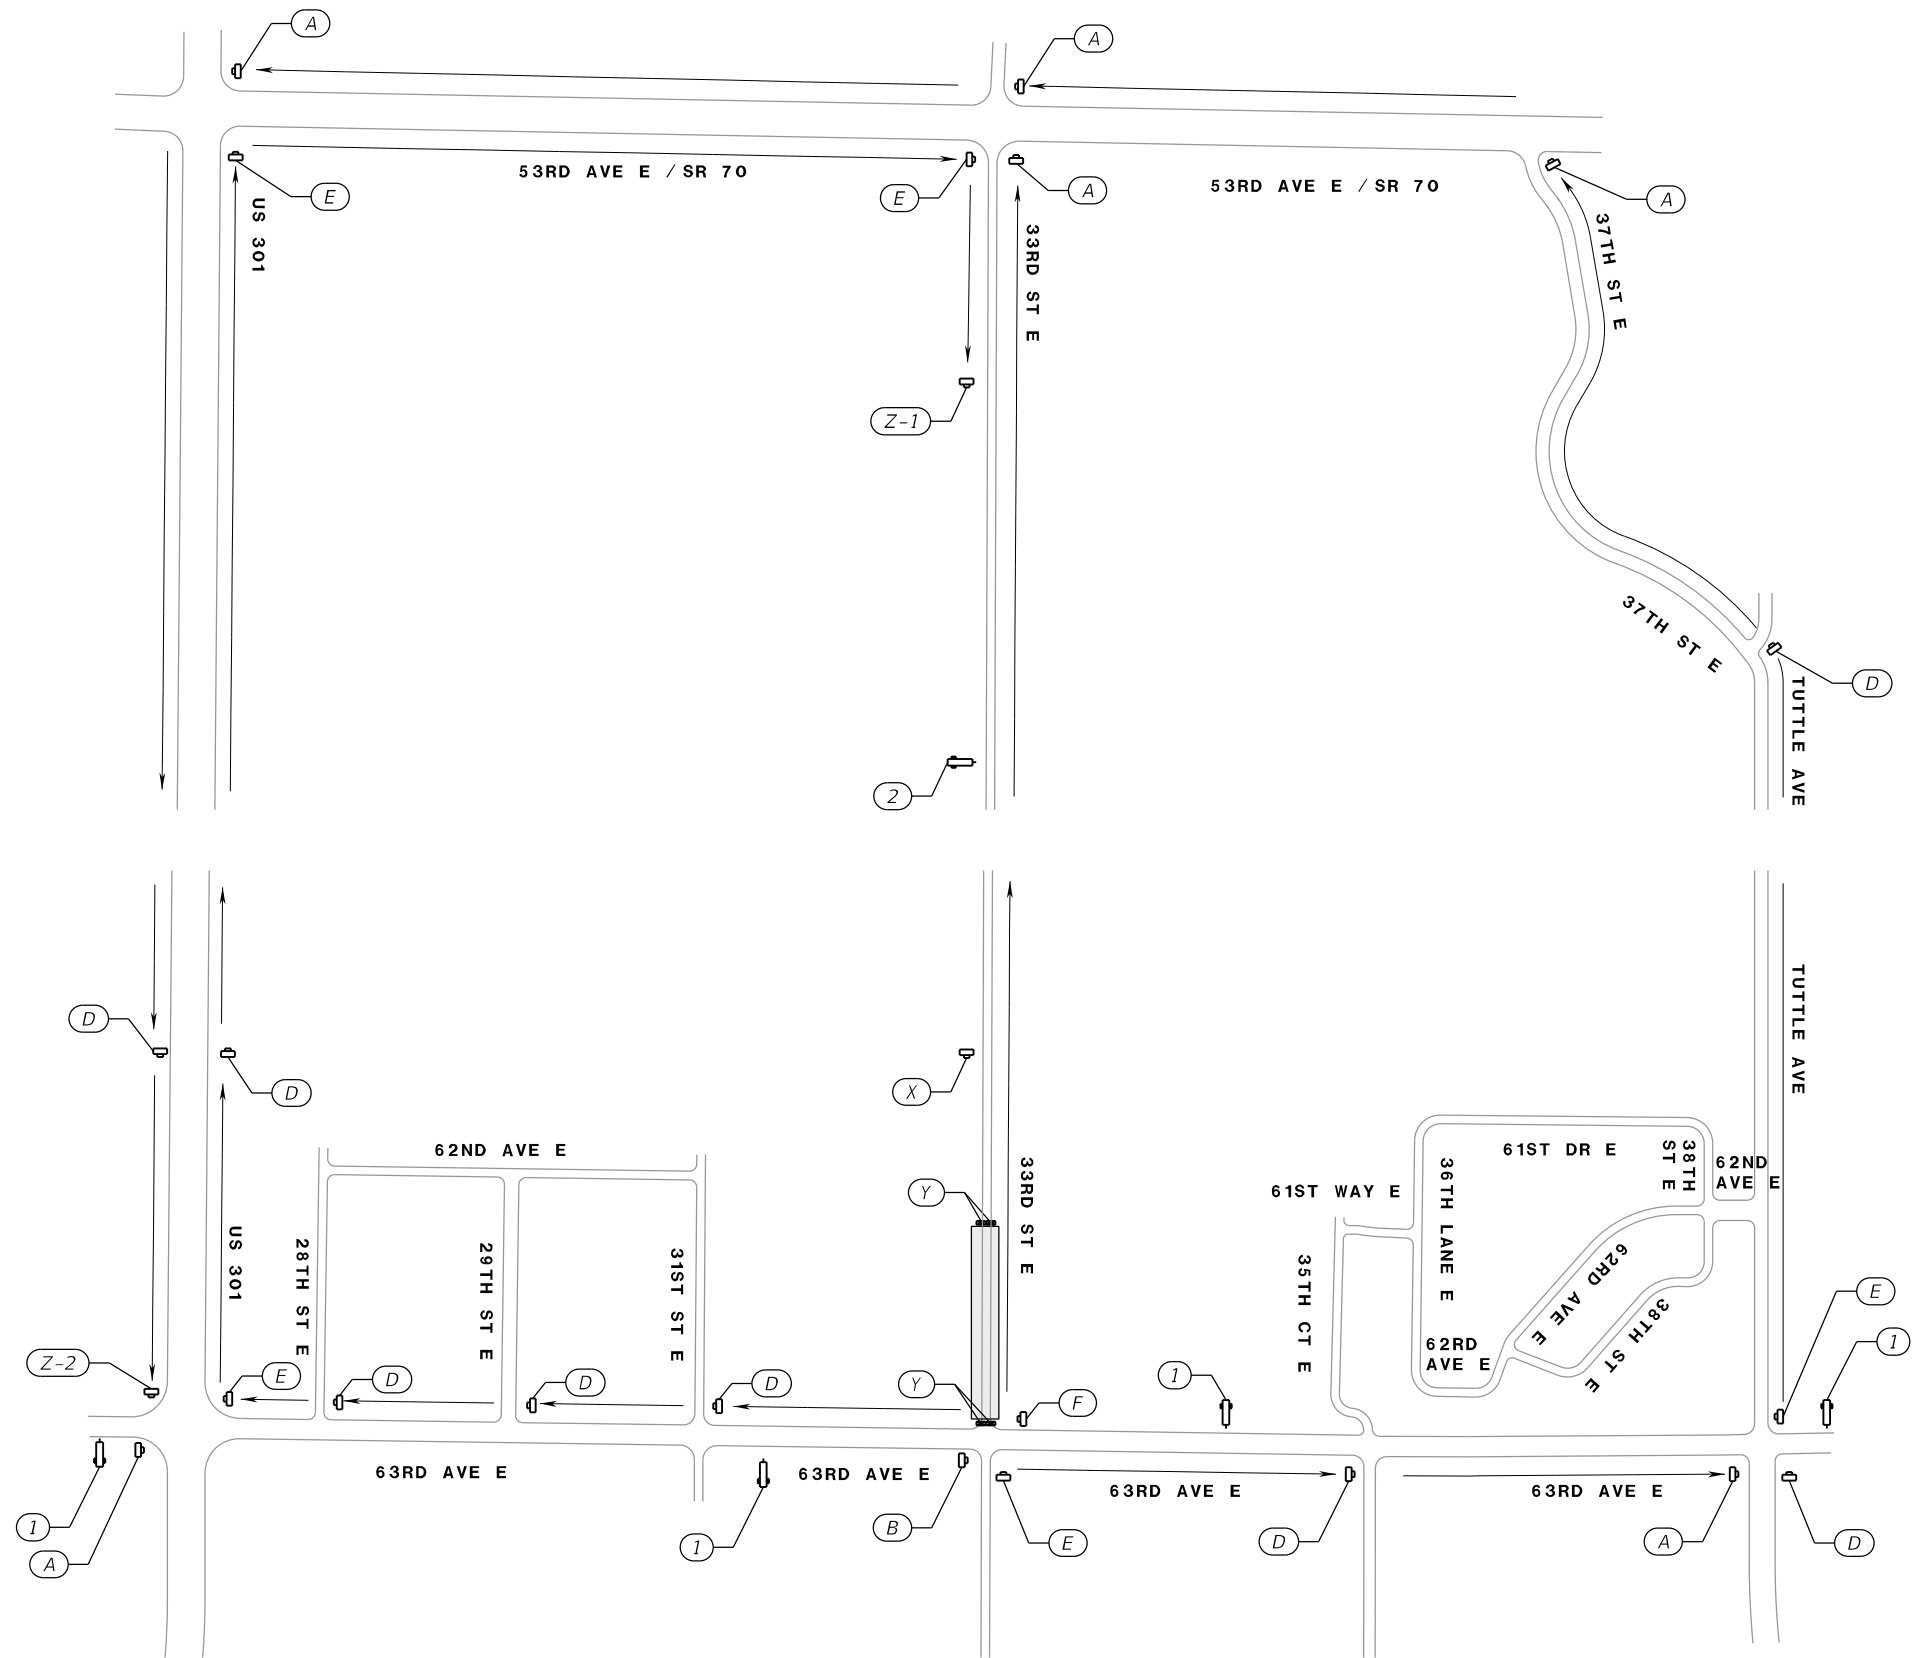 A
A
E
53RD AVE E / SR 70
E
A
53RD AVE E / SR 70
A
US 301
33RD ST E
37TH ST E
Z-1
37TH ST E
D
TUTTLE AVE
2
D
D
X
TUTTLE AVE
62ND AVE E
61ST DR E
38TH
ST E
62ND
AVE E
Y
33RD ST E
61ST WAY E
36TH LANE E
US 301
28TH ST E
29TH ST E
31ST ST E
35TH CT E
62RD AVE E
38TH ST E
E
1
62RD
AVE E
Z-2
E
D
D
D
Y
F
1
63RD AVE E
63RD AVE E
63RD AVE E
63RD AVE E
1
A
1
B
E
D
A
D